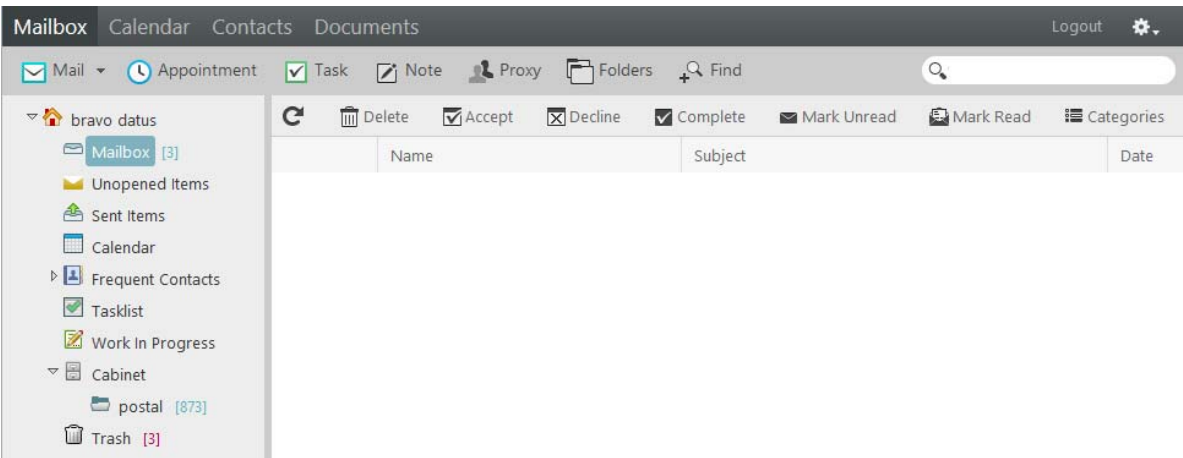 Mailbox Calendar Contacts Documents Logout
Mail Appointment Task Note Proxy Folders Find
bravo datus
Delete Accept Decline Complete Mark Unread Mark Read Categories
Mailbox [3]
Name Subject Date
Unopened Items
Sent Items
Calendar
Frequent Contacts
Tasklist
Work In Progress
Cabinet
postal [873]
Trash [3]